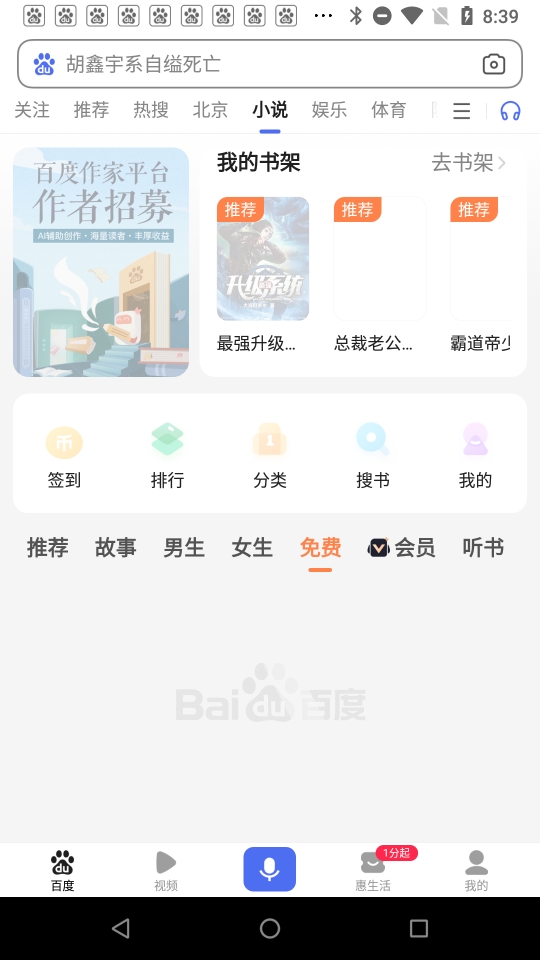 8:39
胡鑫宇系自缢死亡
关注 推荐 热搜 北京 小说 娱乐 体育
百度作家平台
作者招募
AI辅助创作·海量读者·丰厚收益
我的书架 去书架
推荐 推荐 推荐
升级系统
最强升级... 总裁老公... 霸道帝少
签到 排行 分类 搜书 我的
推荐 故事 男生 女生 免费 会员 听书
Bai du 百度
1分起
百度 视频 惠生活 我的